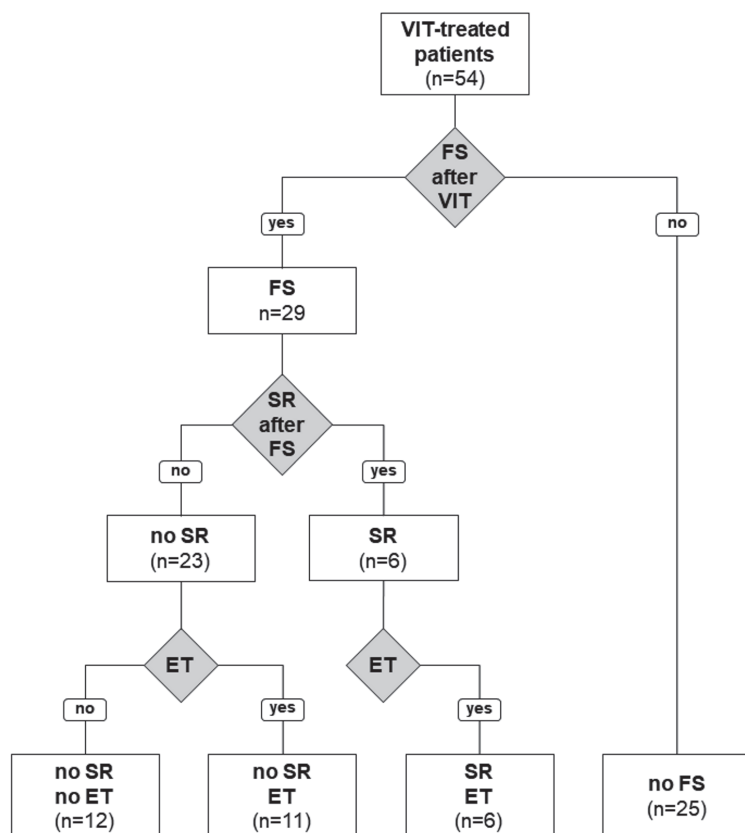 VIT-treated
patients
(n=54)
FS
after
VIT
yes
no
FS
n=29
SR
after
FS
no
yes
no SR
(n=23)
SR
(n=6)
ET
ET
no
yes
yes
no SR
no ET
(n=12)
no SR
ET
(n=11)
SR
ET
(n=6)
no FS
(n=25)